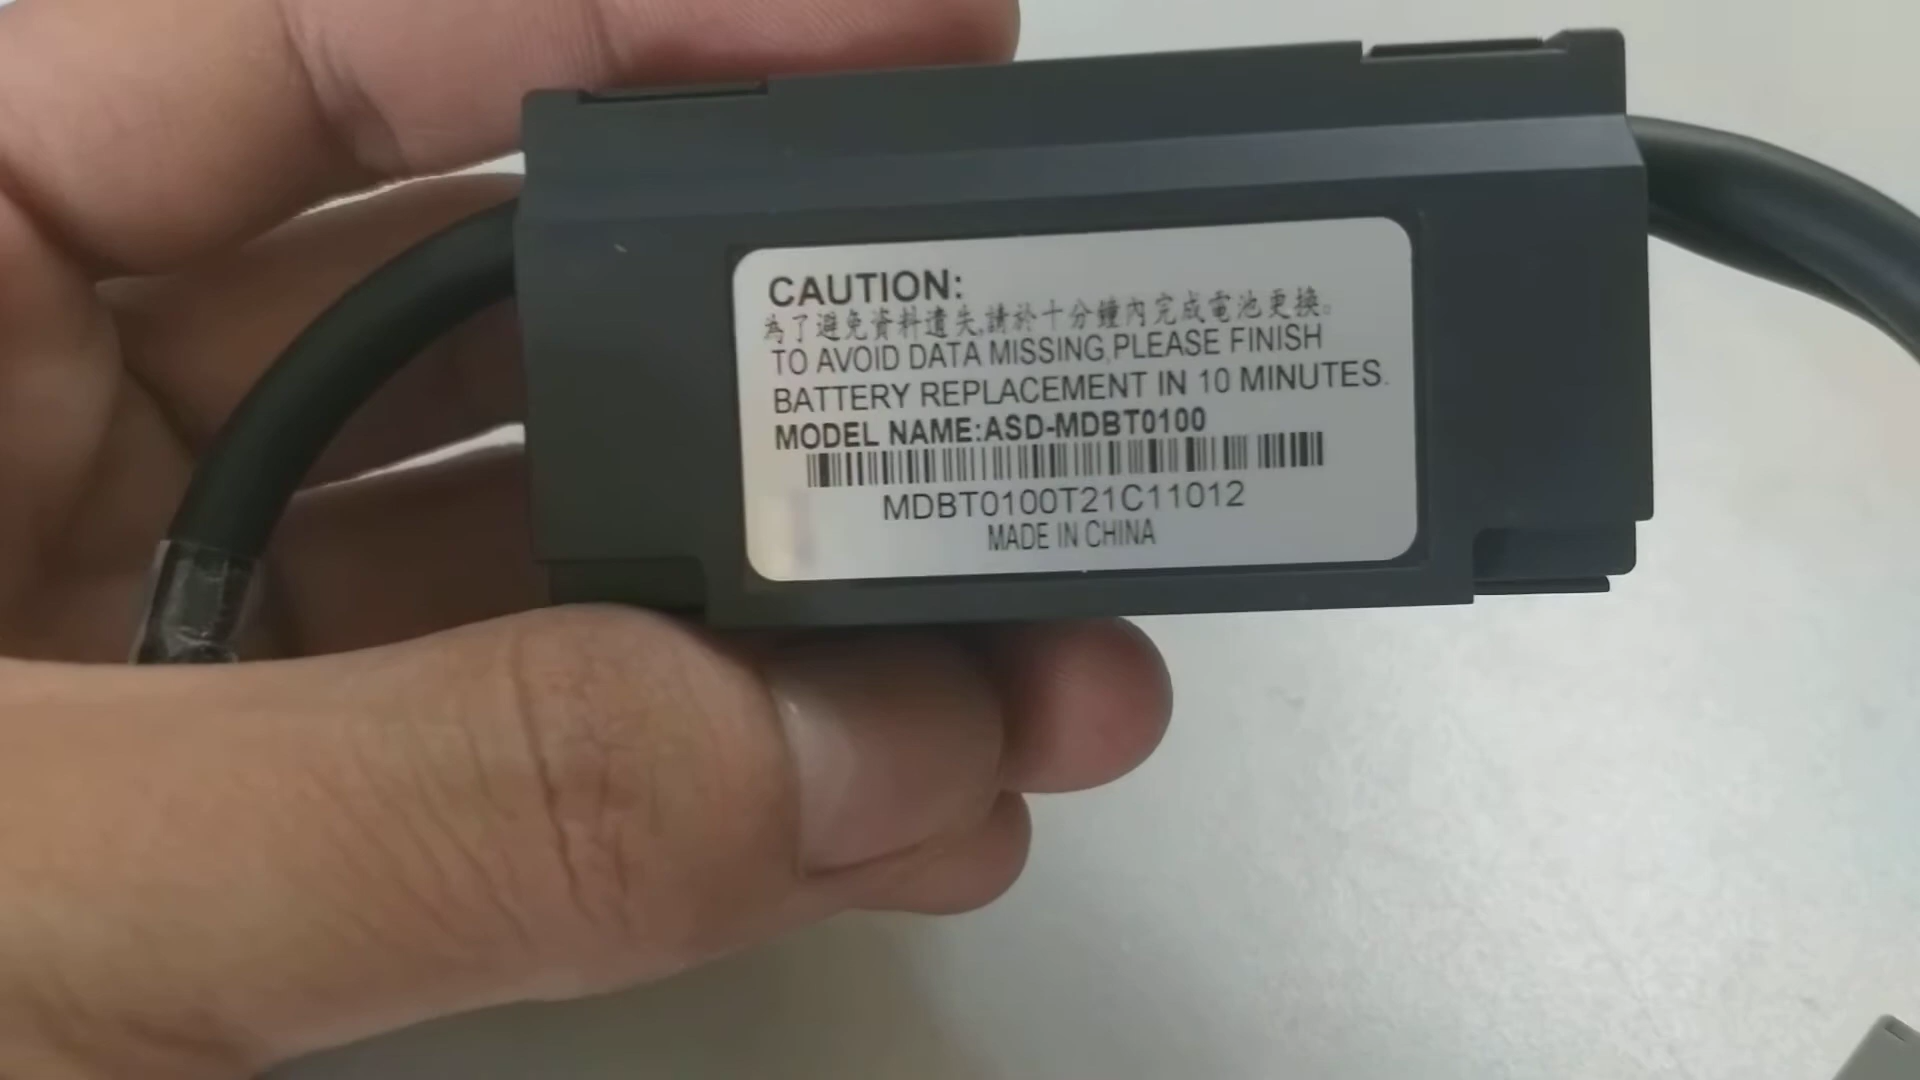 CAUTION:
為了避免資料遺失,請於十分鐘內完成電池更換。
TO AVOID DATA MISSING,PLEASE FINISH
BATTERY REPLACEMENT IN 10 MINUTES.
MODEL NAME:ASD-MDBT0100
MDBT0100T21C11012
MADE IN CHINA